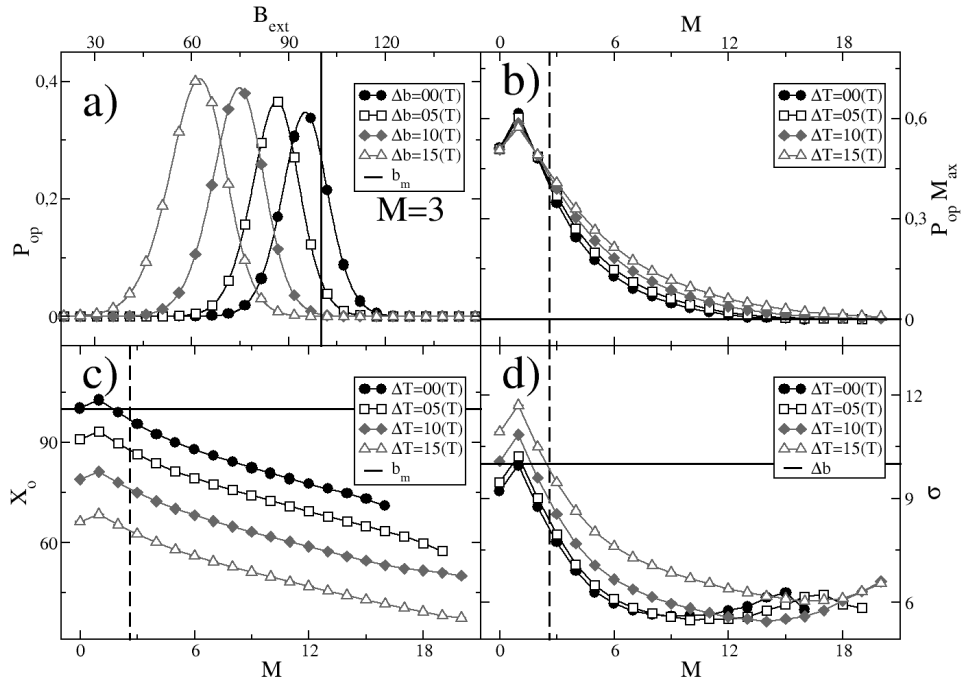 B_ext
M
30 60 90 120
0 6 12 18
a)
Δb=00(T)
Δb=05(T)
Δb=10(T)
Δb=15(T)
b_m
M=3
0,4
0,2
0
P_op
b)
ΔT=00(T)
ΔT=05(T)
ΔT=10(T)
ΔT=15(T)
0,6
0,3
0
P_op M_ax
c)
ΔT=00(T)
ΔT=05(T)
ΔT=10(T)
ΔT=15(T)
b_m
90
60
X_o
d)
ΔT=00(T)
ΔT=05(T)
ΔT=10(T)
ΔT=15(T)
Δb
12
9
6
σ
0 6 12 18
0 6 12 18
M
M